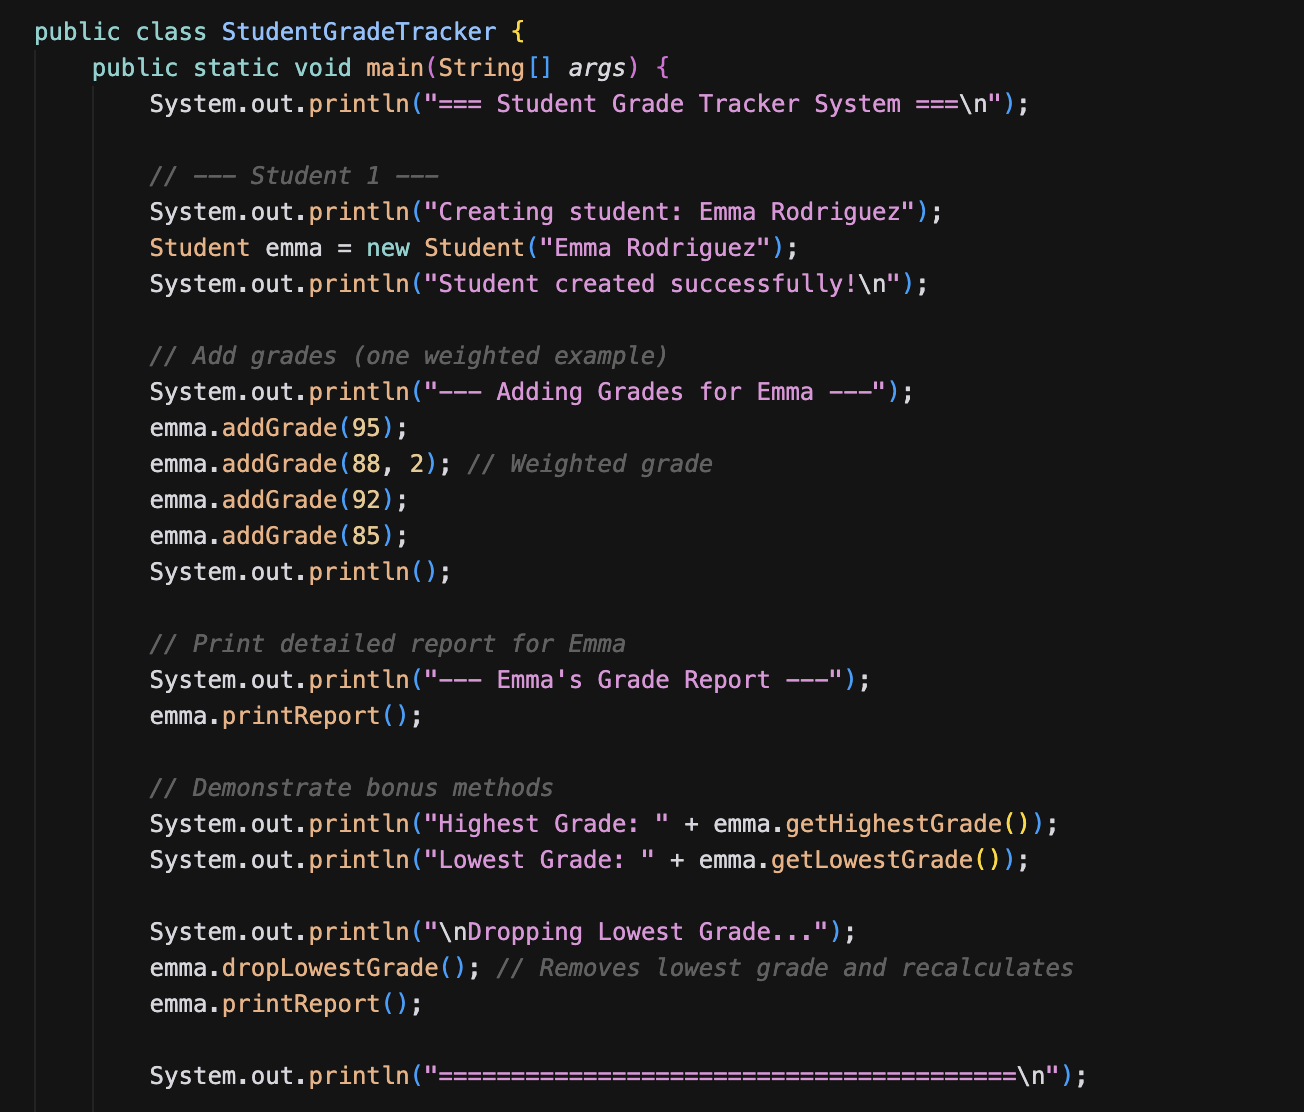 public class StudentGradeTracker {
    public static void main(String[] args) {
        System.out.println("=== Student Grade Tracker System ===\n");

        // --- Student 1 ---
        System.out.println("Creating student: Emma Rodriguez");
        Student emma = new Student("Emma Rodriguez");
        System.out.println("Student created successfully!\n");

        // Add grades (one weighted example)
        System.out.println("--- Adding Grades for Emma ---");
        emma.addGrade(95);
        emma.addGrade(88, 2); // Weighted grade
        emma.addGrade(92);
        emma.addGrade(85);
        System.out.println();

        // Print detailed report for Emma
        System.out.println("--- Emma's Grade Report ---");
        emma.printReport();

        // Demonstrate bonus methods
        System.out.println("Highest Grade: " + emma.getHighestGrade());
        System.out.println("Lowest Grade: " + emma.getLowestGrade());

        System.out.println("\nDropping Lowest Grade...");
        emma.dropLowestGrade(); // Removes lowest grade and recalculates
        emma.printReport();

        System.out.println("========================================\n");